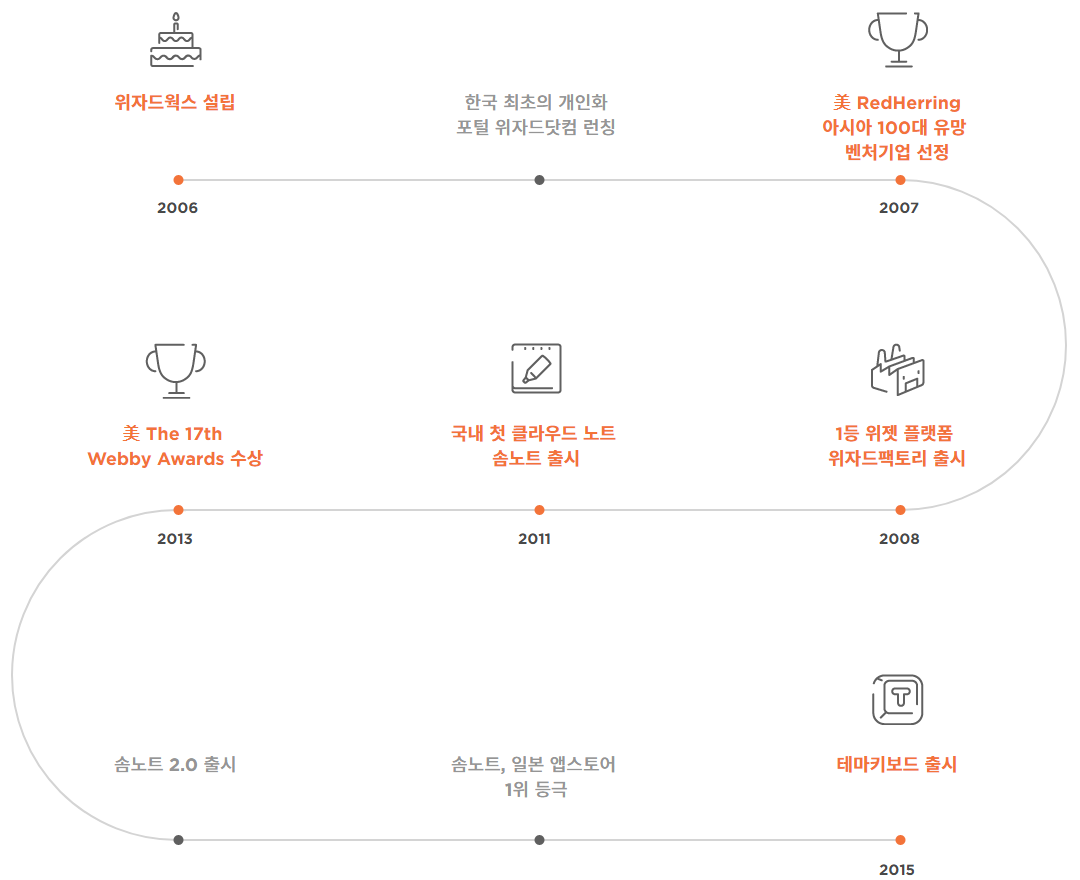 위자드웍스 설립
2006
한국 최초의 개인화
포털 위자드닷컴 런칭
美 RedHerring
아시아 100대 유망
벤처기업 선정
2007
1등 위젯 플랫폼
위자드팩토리 출시
2008
국내 첫 클라우드 노트
솜노트 출시
2011
美 The 17th
Webby Awards 수상
2013
솜노트 2.0 출시
솜노트, 일본 앱스토어
1위 등극
T
테마키보드 출시
2015